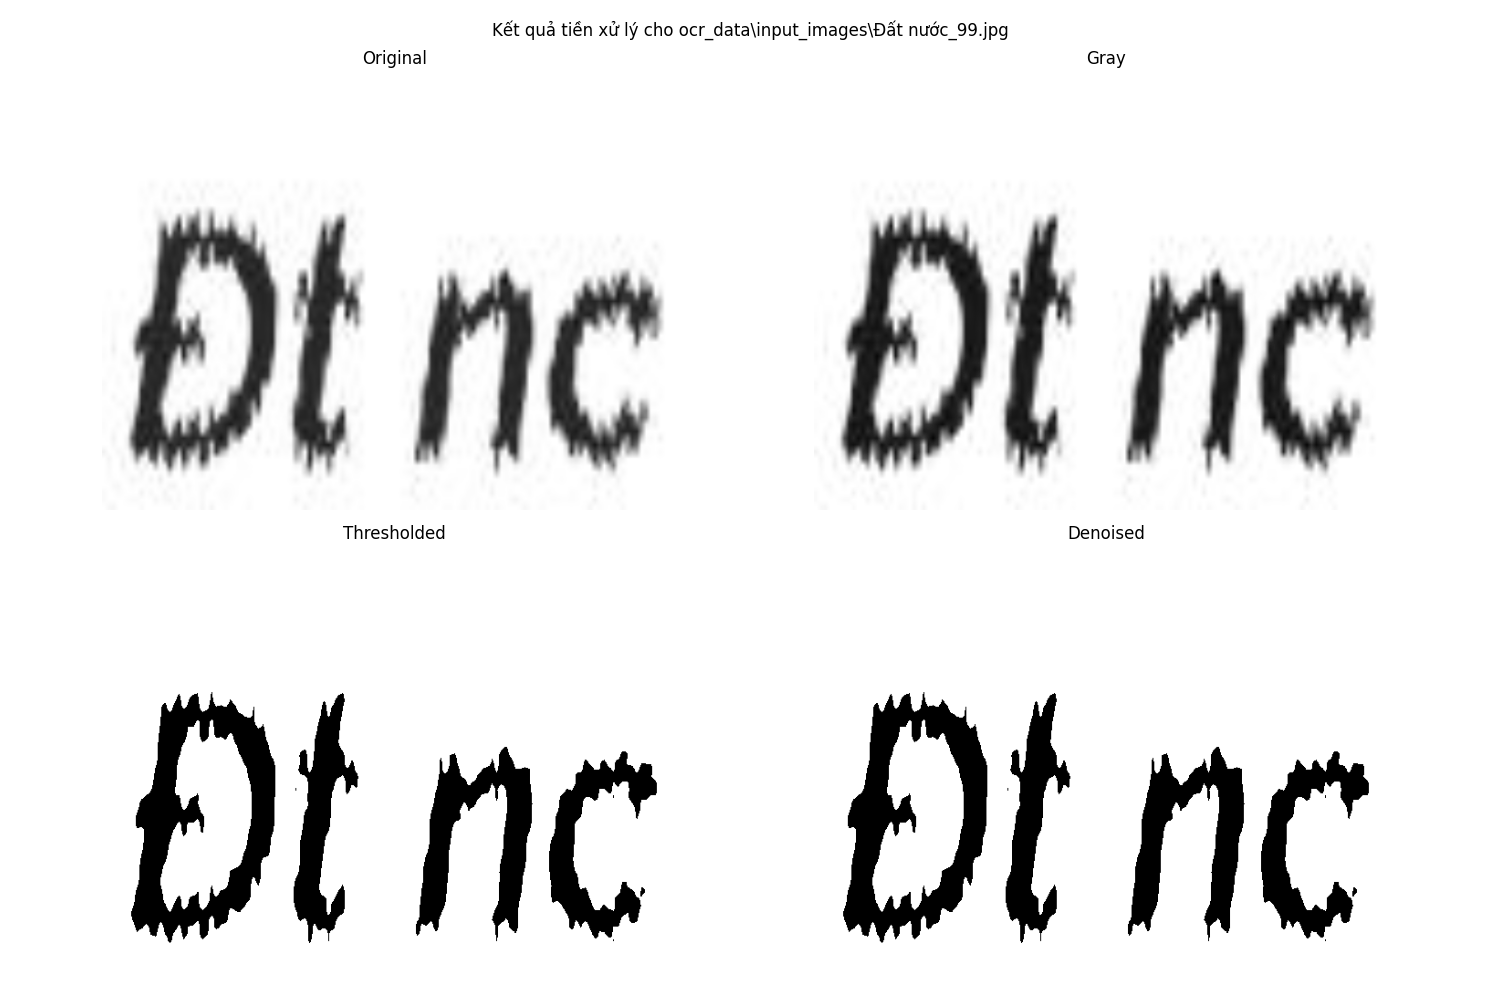 Kết quả tiền xử lý cho ocr_data\input_images\Đất nước_99.jpg
Original
Gray
Đt nc
Đt nc
Thresholded
Denoised
Đt nc
Đt nc